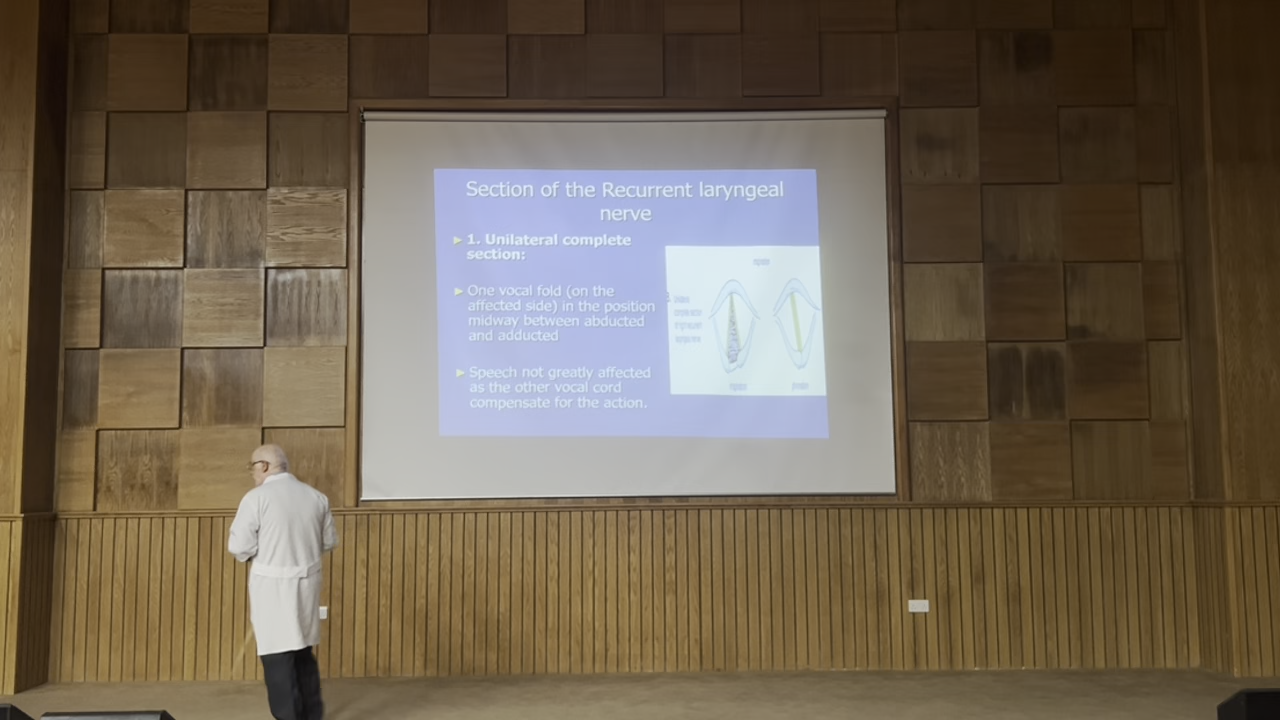 Section of the Recurrent laryngeal
nerve
1. Unilateral complete
section:
One vocal fold (on the
affected side) in the position
midway between abducted
and adducted
Speech not greatly affected
as the other vocal cord
compensate for the action.